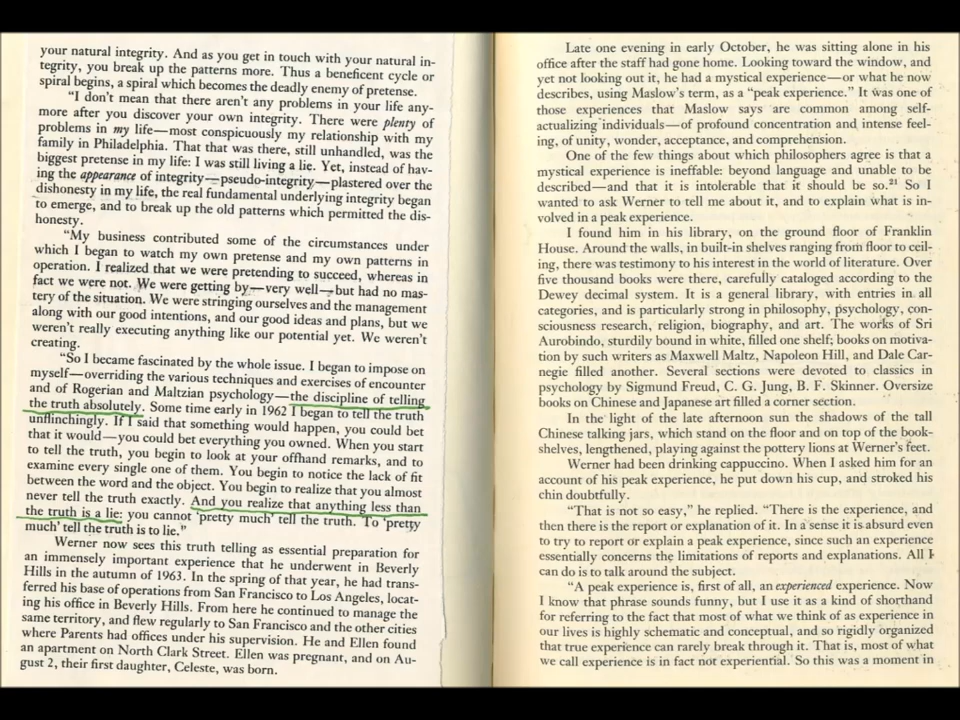 your natural integrity. And as you get in touch with your natural in-
tegrity, you break up the patterns more. Thus a beneficent cycle or
spiral begins, a spiral which becomes the deadly enemy of pretense.
"I don't mean that there aren't any problems in your life any-
more after you discover your own integrity. There were plenty of
problems in my life—most conspicuously my relationship with my
family in Philadelphia. That that was there, still unhandled, was the
biggest pretense in my life: I was still living a lie. Yet, instead of hav-
ing the appearance of integrity—pseudo-integrity—plastered over the
dishonesty in my life, the real fundamental underlying integrity began
to emerge, and to break up the old patterns which permitted the dis-
honesty.
"My business contributed some of the circumstances under
which I began to watch my own pretense and my own patterns in
operation. I realized that we were pretending to succeed, whereas in
fact we were not. We were getting by—very well—but had no mas-
tery of the situation. We were stringing ourselves and the management
along with our good intentions, and our good ideas and plans, but we
weren't really executing anything like our potential yet. We weren't
creating.
"So I became fascinated by the whole issue. I began to impose on
myself—overriding the various techniques and exercises of encounter
and of Rogerian and Maltzian psychology—the discipline of telling
the truth absolutely. Some time early in 1962 I began to tell the truth
unflinchingly. If I said that something would happen, you could bet
that it would—you could bet everything you owned. When you start
to tell the truth, you begin to look at your offhand remarks, and to
examine every single one of them. You begin to notice the lack of fit
between the word and the object. You begin to realize that you almost
never tell the truth exactly. And you realize that anything less than
the truth is a lie: you cannot 'pretty much' tell the truth. To 'pretty
much' tell the truth is to lie."
Werner now sees this truth telling as essential preparation for
an immensely important experience that he underwent in Beverly
Hills in the autumn of 1963. In the spring of that year, he had trans-
ferred his base of operations from San Francisco to Los Angeles, locat-
ing his office in Beverly Hills. From here he continued to manage the
same territory, and flew regularly to San Francisco and the other cities
where Parents had offices under his supervision. He and Ellen found
an apartment on North Clark Street. Ellen was pregnant, and on Au-
gust 2, their first daughter, Celeste, was born.
Late one evening in early October, he was sitting alone in his
office after the staff had gone home. Looking toward the window, and
yet not looking out it, he had a mystical experience—or what he now
describes, using Maslow's term, as a "peak experience." It was one of
those experiences that Maslow says are common among self-
actualizing individuals—of profound concentration and intense feel-
ing, of unity, wonder, acceptance, and comprehension.
One of the few things about which philosophers agree is that a
mystical experience is ineffable: beyond language and unable to be
described—and that it is intolerable that it should be so.²¹ So I
wanted to ask Werner to tell me about it, and to explain what is in-
volved in a peak experience.
I found him in his library, on the ground floor of Franklin
House. Around the walls, in built-in shelves ranging from floor to ceil-
ing, there was testimony to his interest in the world of literature. Over
five thousand books were there, carefully cataloged according to the
Dewey decimal system. It is a general library, with entries in all
categories, and is particularly strong in philosophy, psychology, con-
sciousness research, religion, biography, and art. The works of Sri
Aurobindo, sturdily bound in white, filled one shelf; books on motiva-
tion by such writers as Maxwell Maltz, Napoleon Hill, and Dale Car-
negie filled another. Several sections were devoted to classics in
psychology by Sigmund Freud, C. G. Jung, B. F. Skinner. Oversize
books on Chinese and Japanese art filled a corner section.
In the light of the late afternoon sun the shadows of the tall
Chinese talking jars, which stand on the floor and on top of the book-
shelves, lengthened, playing against the pottery lions at Werner's feet.
Werner had been drinking cappuccino. When I asked him for an
account of his peak experience, he put down his cup, and stroked his
chin doubtfully.
"That is not so easy," he replied. "There is the experience, and
then there is the report or explanation of it. In a sense it is absurd even
to try to report or explain a peak experience, since such an experience
essentially concerns the limitations of reports and explanations. All I
can do is to talk around the subject.
"A peak experience is, first of all, an experienced experience. Now
I know that phrase sounds funny, but I use it as a kind of shorthand
for referring to the fact that most of what we think of as experience in
our lives is highly schematic and conceptual, and so rigidly organized
that true experience can rarely break through it. That is, most of what
we call experience is in fact not experiential. So this was a moment in